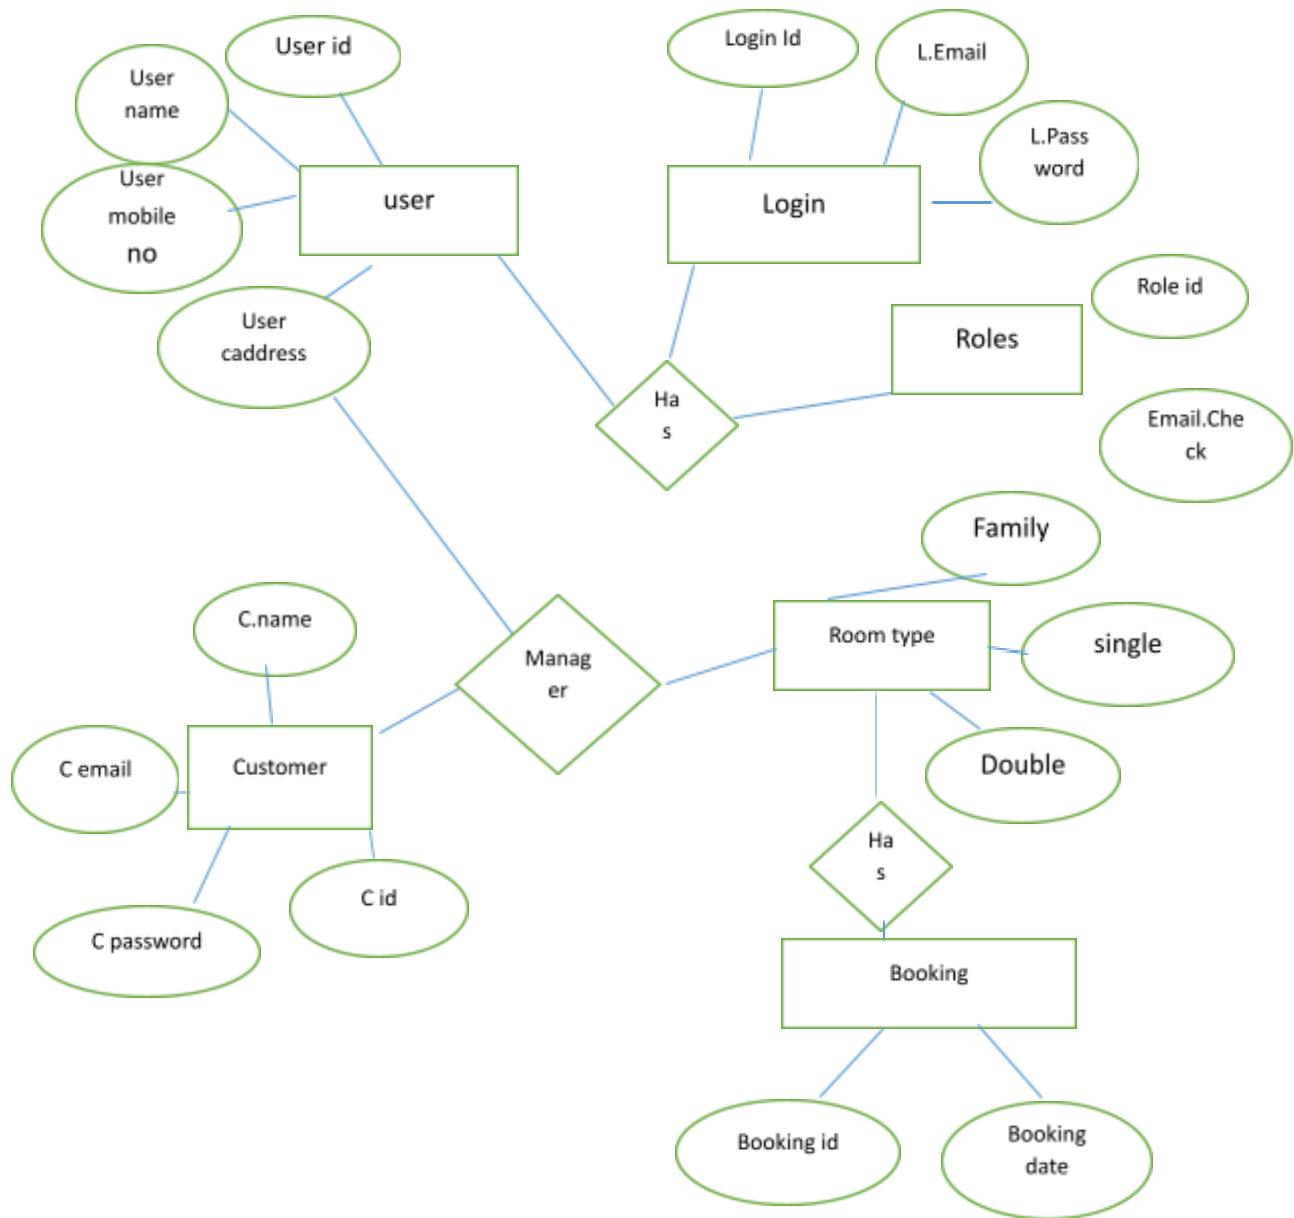 User id
User
name
User
mobile
no
user
User
caddress
Login Id
L.Email
L.Pass
word
Login
Role id
Roles
Email.Che
ck
Ha
s
Family
Room type
single
Double
Manag
er
C.name
C email
Customer
C password
C id
Ha
s
Booking
Booking id
Booking
date